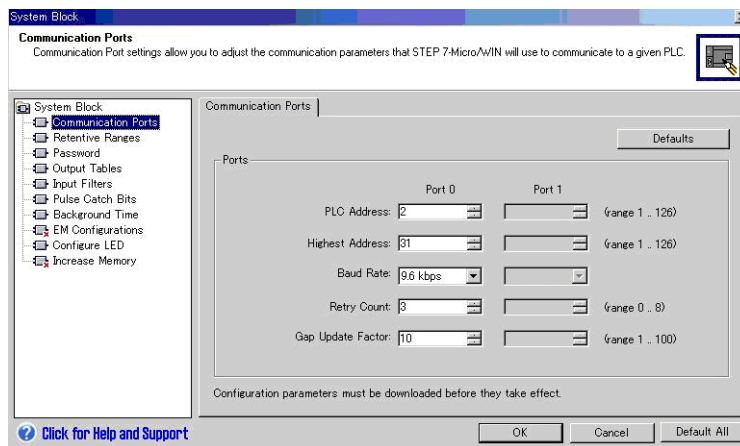 System Block
Communication Ports
Communication Port settings allow you to adjust the communication parameters that STEP 7-Micro/WIN will use to communicate to a given PLC.
System Block
Communication Ports
Retentive Ranges
Password
Output Tables
Input Filters
Pulse Catch Bits
Background Time
EM Configurations
Configure LED
Increase Memory
Communication Ports
Defaults
Ports
Port 0 Port 1
PLC Address: 2 (range 1 .. 126)
Highest Address: 31 (range 1 .. 126)
Baud Rate: 9.6 kbps
Retry Count: 3 (range 0 .. 8)
Gap Update Factor: 10 (range 1 .. 100)
Configuration parameters must be downloaded before they take effect.
Click for Help and Support
OK Cancel Default All